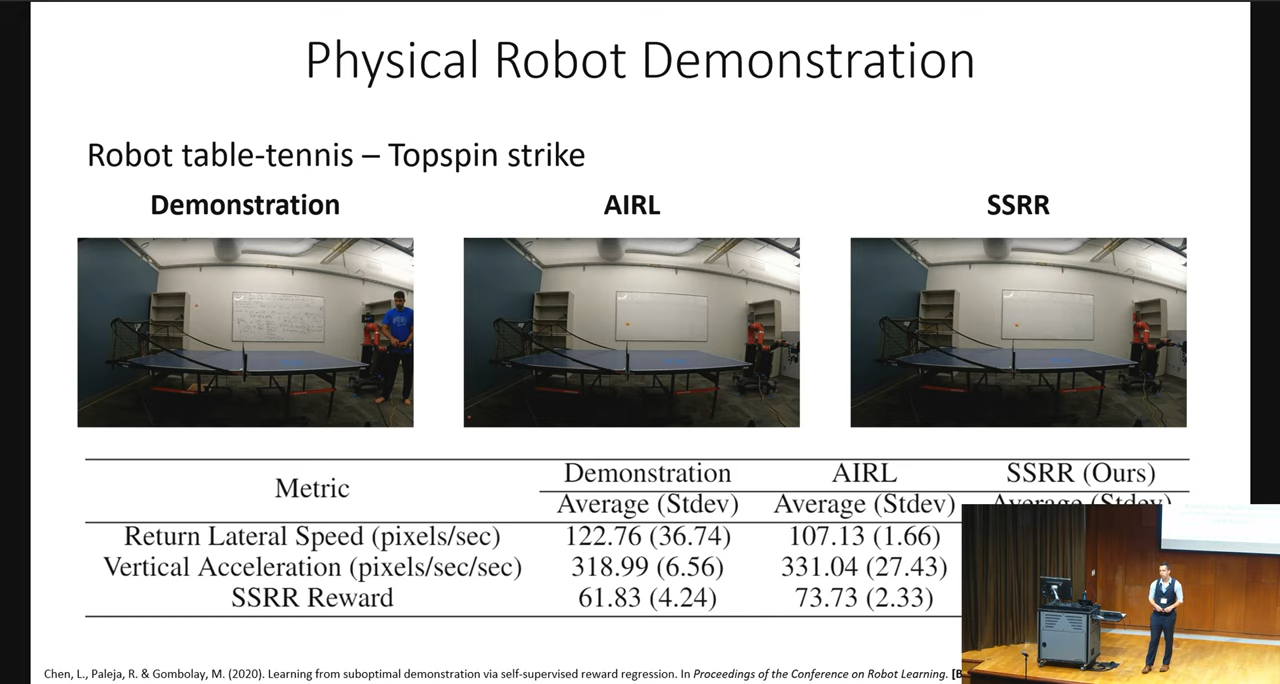 Physical Robot Demonstration
Robot table-tennis – Topspin strike
Demonstration AIRL SSRR
Metric Demonstration AIRL SSRR (Ours)
Average (Stdev) Average (Stdev) Average (Stdev)
Return Lateral Speed (pixels/sec) 122.76 (36.74) 107.13 (1.66)
Vertical Acceleration (pixels/sec/sec) 318.99 (6.56) 331.04 (27.43)
SSRR Reward 61.83 (4.24) 73.73 (2.33)
Chen, L., Paleja, R. & Gombolay, M. (2020). Learning from suboptimal demonstration via self-supervised reward regression. In Proceedings of the Conference on Robot Learning.